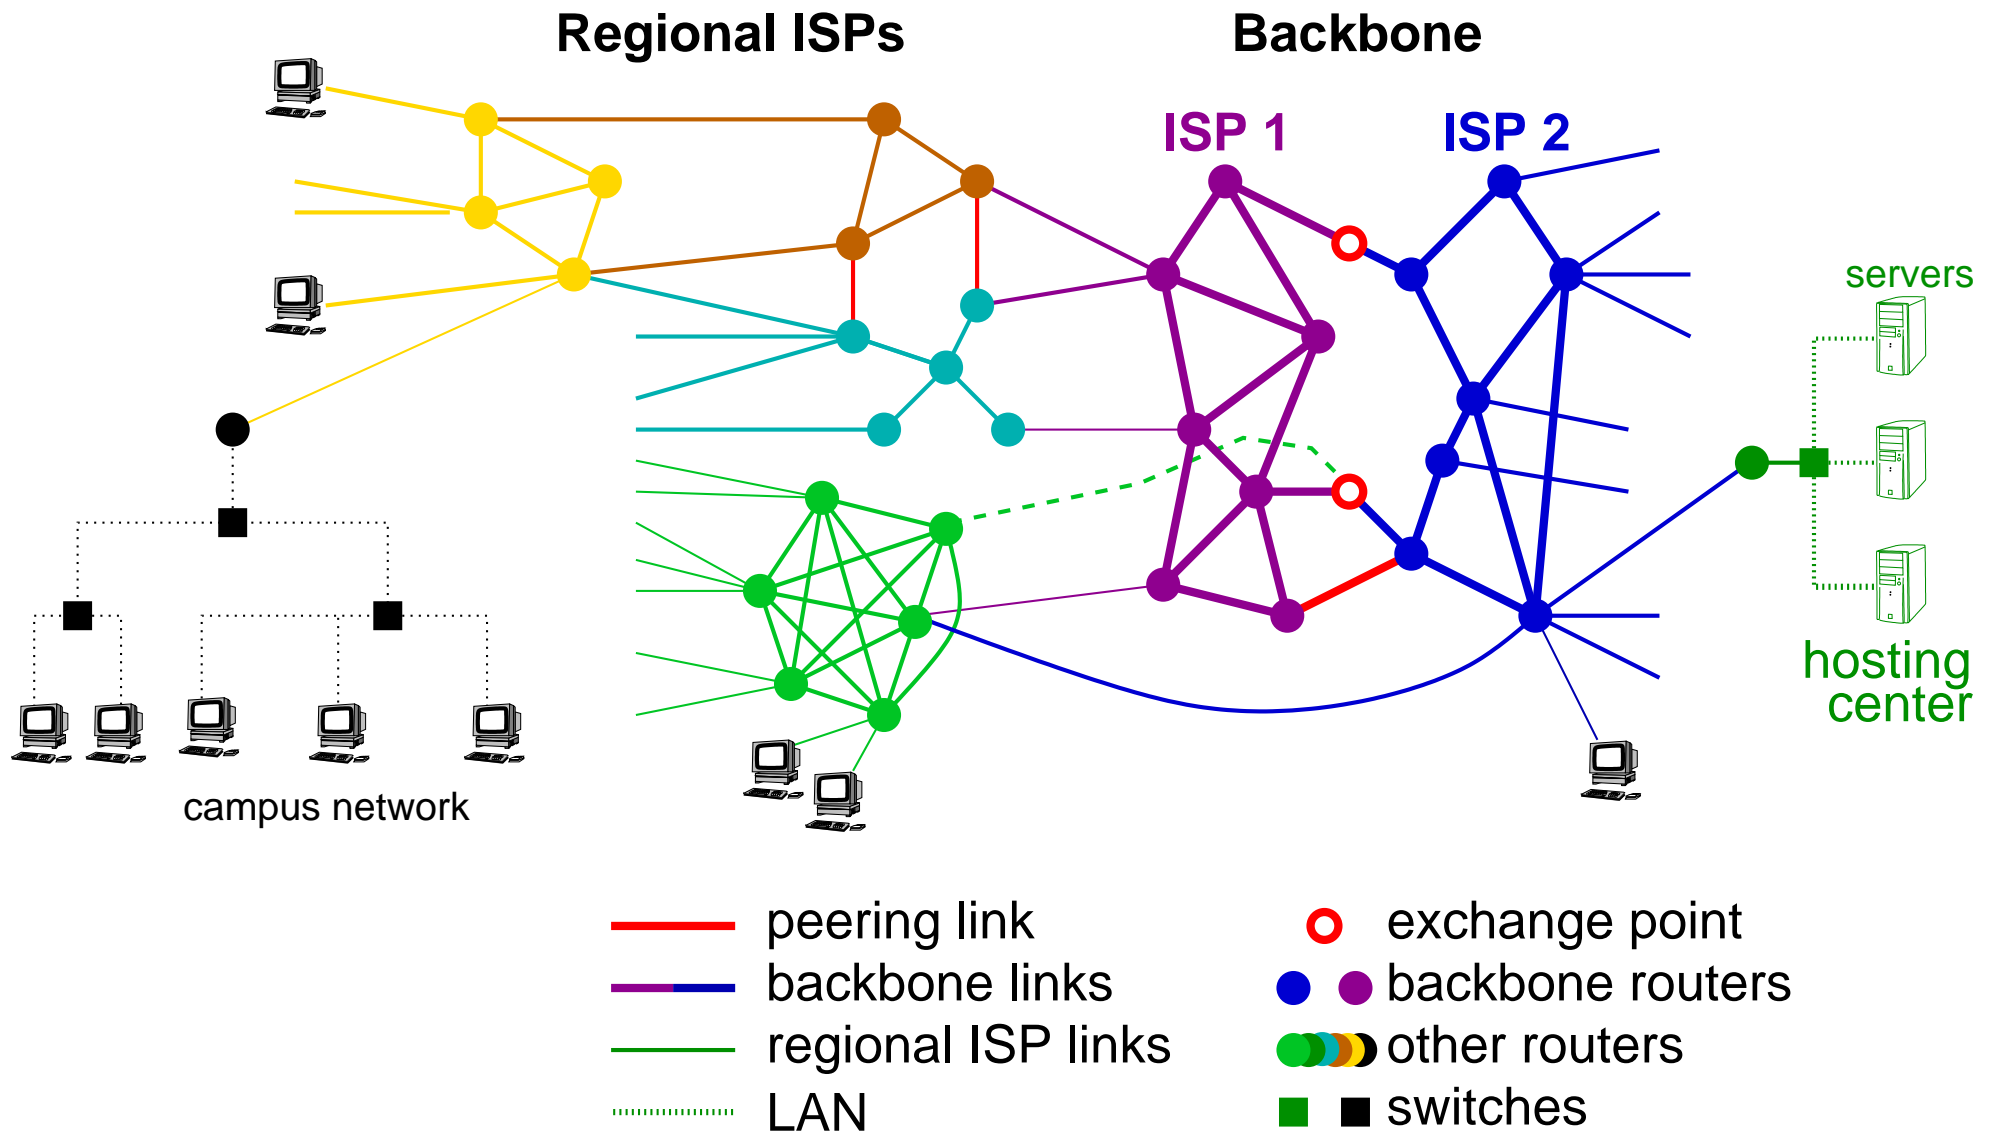 Regional ISPs
Backbone
ISP 1
ISP 2
servers
hosting
center
campus network
peering link
exchange point
backbone links
backbone routers
regional ISP links
other routers
LAN
switches